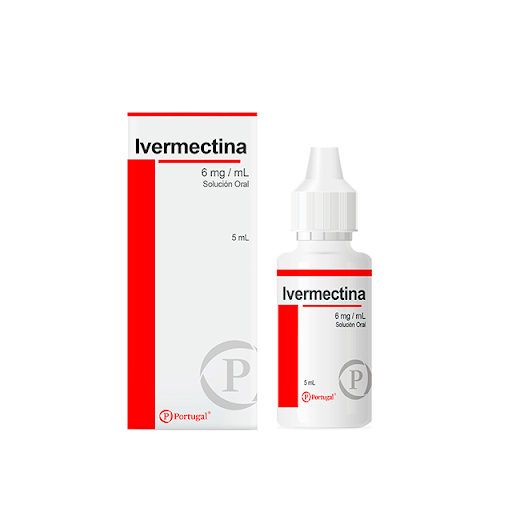 Ivermectina
6 mg / mL
Solución Oral
5 mL
P
P Portugal®
Ivermectina
6 mg / mL
Solución Oral
P
5 mL
P Portugal®